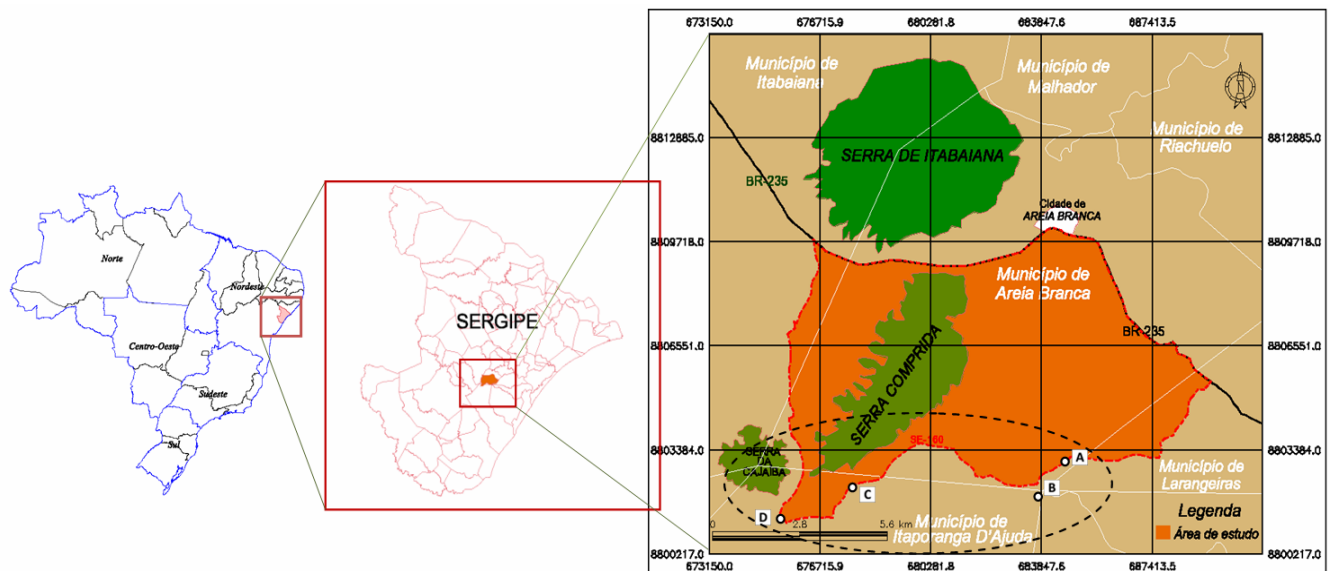 Norte
Nordeste
Centro-Oeste
Sudeste
Sul
SERGIPE
673150.0 676715.9 680281.8 683847.6 687413.5
Município de
Itabaiana
Município de
Malhador
N
Município de
Riachuelo
8812885.0 8812885.0
SERRA DE ITABAIANA
BR-235
Cidade de
AREIA BRANCA
8809718.0 8809718.0
Município de
Areia Branca
BR-235
8806551.0 8806551.0
SERRA COMPRIDA
SE-160
8803384.0 8803384.0
SERRA
DA
CAJAIBA
A
Município de
Larangeiras
B
C
D
0 2.8 5.6 km
Município de
Itaporanga D'Ajuda
Legenda
Área de estudo
8800217.0 8800217.0
673150.0 676715.9 680281.8 683847.6 687413.5